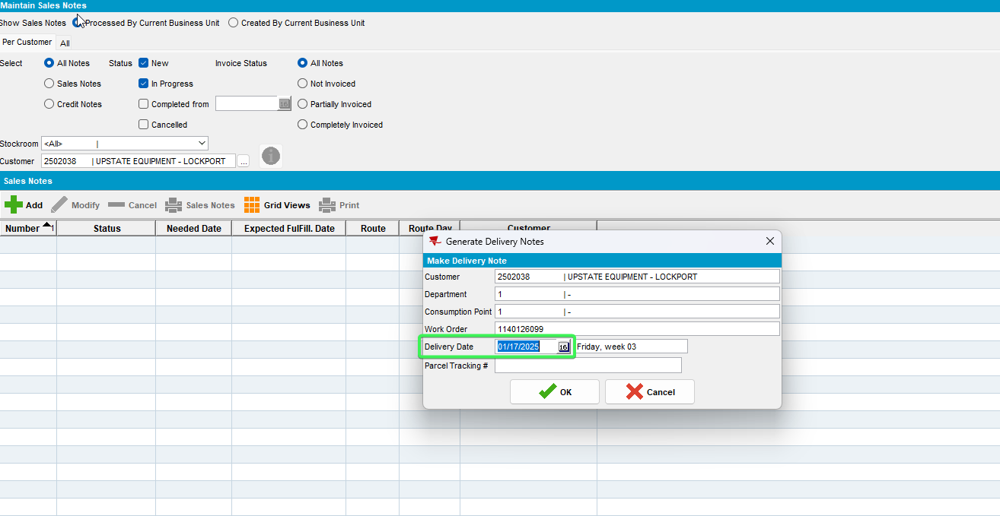 Maintain Sales Notes
Show Sales Notes Processed By Current Business Unit Created By Current Business Unit
Per Customer All
Select All Notes Status New Invoice Status All Notes
Sales Notes In Progress Not Invoiced
Credit Notes Completed from 16 Partially Invoiced
Cancelled Completely Invoiced
Stockroom <All> |
Customer 2502038 | UPSTATE EQUIPMENT - LOCKPORT ...
Sales Notes
Add Modify Cancel Sales Notes Grid Views Print
Number 1 Status Needed Date Expected FulFill. Date Route Route Day Customer
Generate Delivery Notes
Make Delivery Note
Customer 2502038 | UPSTATE EQUIPMENT - LOCKPORT
Department 1 | -
Consumption Point 1 | -
Work Order 1140126099
Delivery Date 01/17/2025 16 Friday, week 03
Parcel Tracking #
OK Cancel